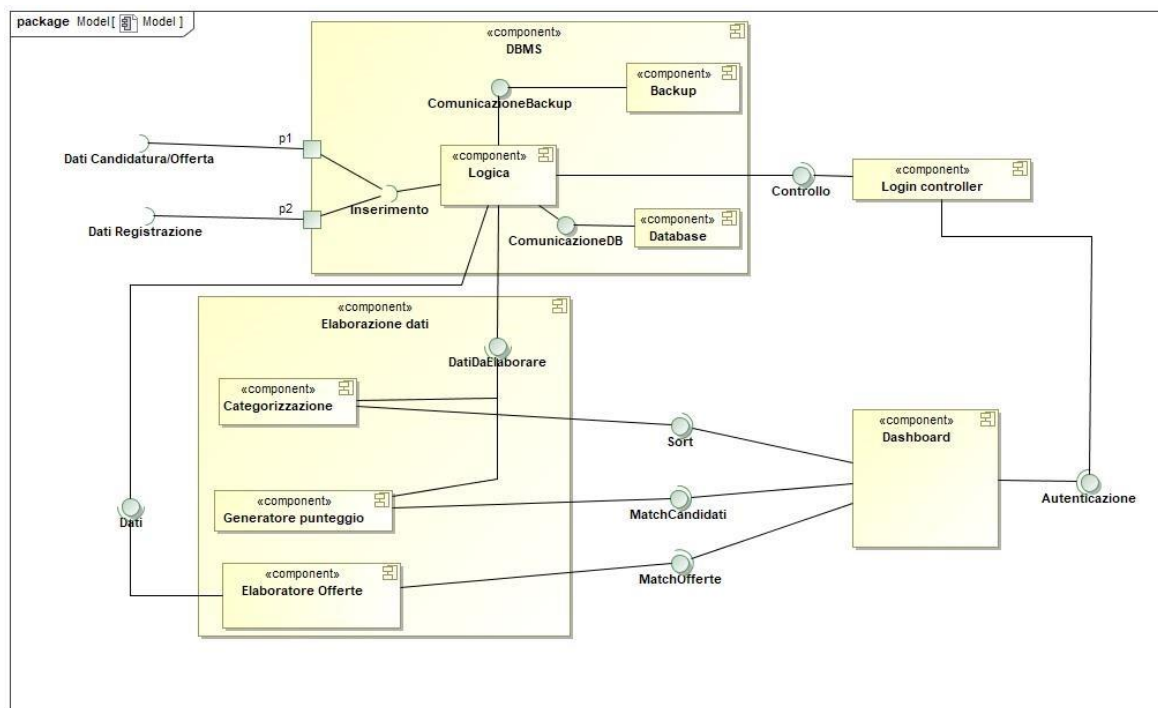 package Model [ Model ]
«component»
DBMS
«component»
Backup
ComunicazioneBackup
p1
Dati Candidatura/Offerta
«component»
Logica
Controllo
«component»
Login controller
p2
Inserimento
Dati Registrazione
ComunicazioneDB
«component»
Database
«component»
Elaborazione dati
DatiDaElaborare
«component»
Categorizzazione
Sort
«component»
Dashboard
«component»
Generatore punteggio
MatchCandidati
Autenticazione
Dati
«component»
Elaboratore Offerte
MatchOfferte